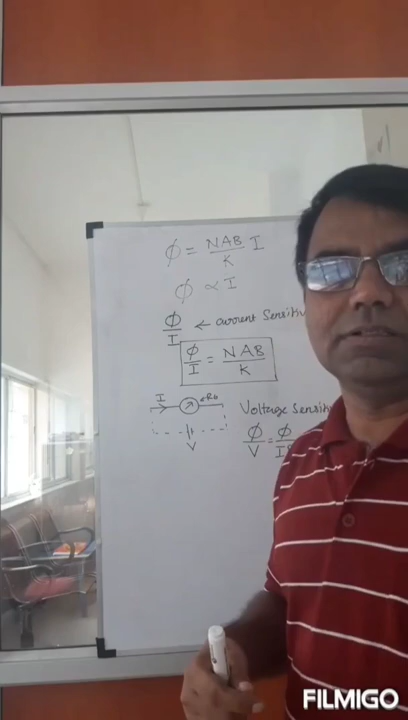 ϕ = NAB/K I
ϕ ∝ I
ϕ/I ← current
ϕ/I = NAB/K
I
V
Voltage
ϕ/V = ϕ/I
FILMIGO